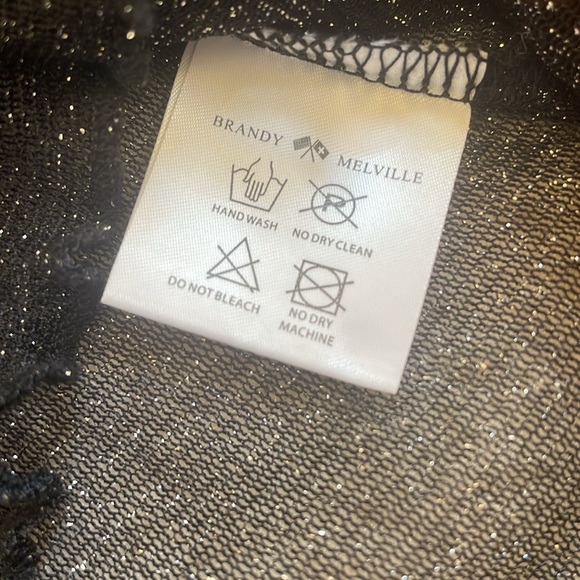 BRANDY MELVILLE
HAND WASH
NO DRY CLEAN
DO NOT BLEACH
NO DRY
MACHINE